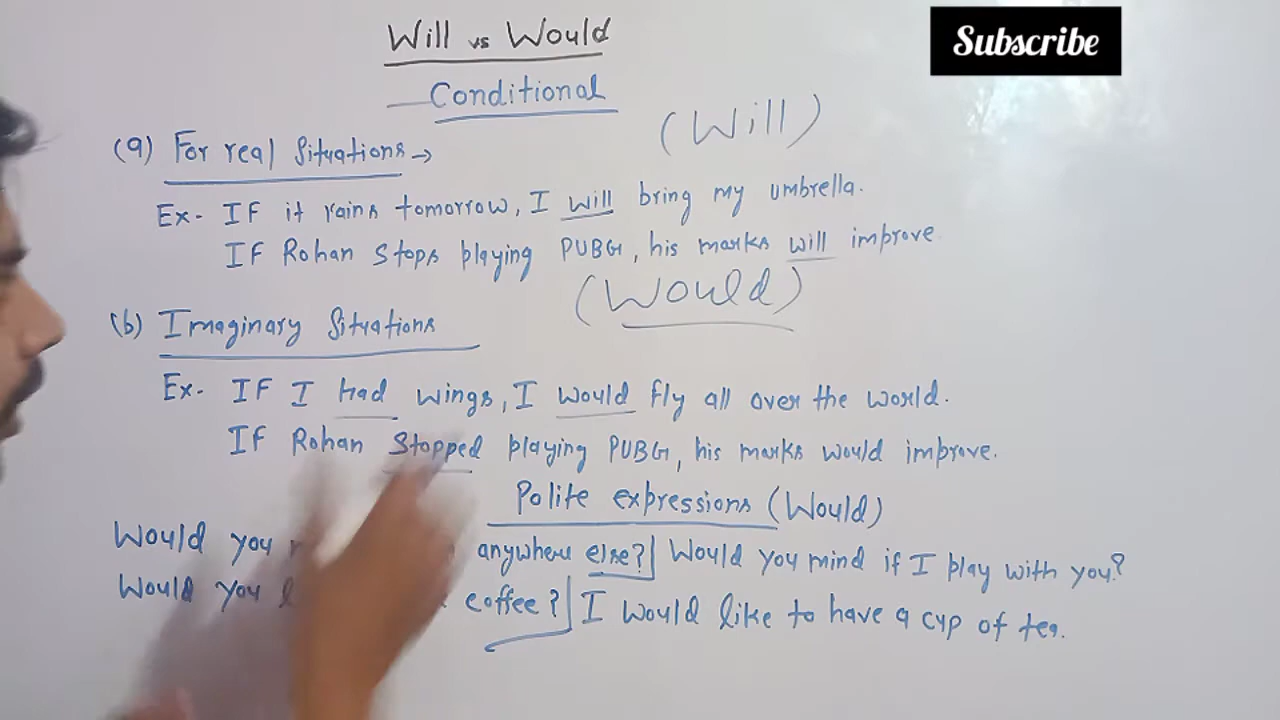 Will vs Would
Subscribe
Conditional
(a) For real Situations → (Will)
Ex- IF it rains tomorrow, I will bring my umbrella.
IF Rohan Stops playing PUBG, his marks will improve.
(b) Imaginary Situations (Would)
Ex- IF I had wings, I would fly all over the world.
IF Rohan Stopped playing PUBG, his marks would improve.
Polite expressions (Would)
Would you anywhere else? Would you mind if I play with you?
Would you coffee? I would like to have a cup of tea.